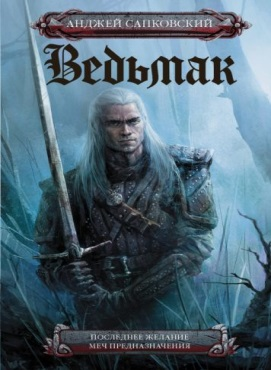 АНДЖЕЙ САПКОВСКИЙ
Ведьмак
ПОСЛЕДНЕЕ ЖЕЛАНИЕ
МЕЧ ПРЕДНАЗНАЧЕНИЯ